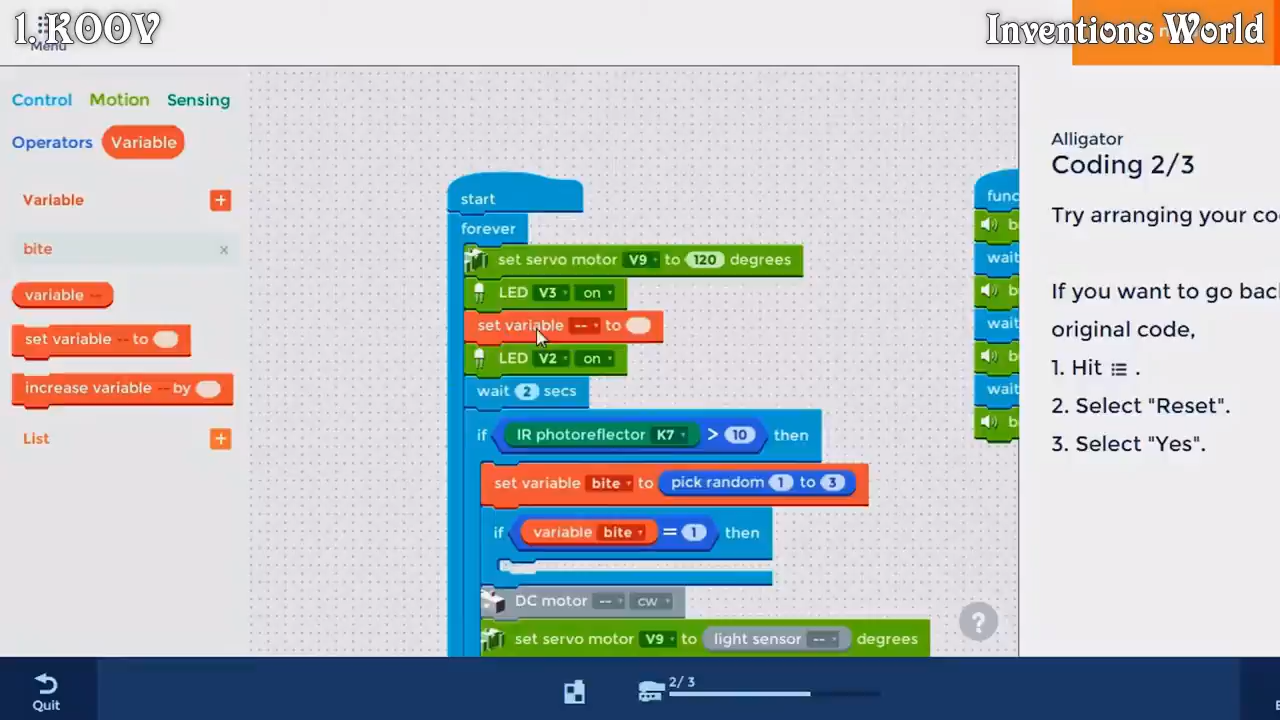 1. KOOV
Inventions World
Menu
Control Motion Sensing
Operators Variable
Variable +
bite ×
variable --
set variable -- to
increase variable -- by
List +
start
forever
set servo motor V9 to 120 degrees
LED V3 on
set variable -- to
LED V2 on
wait 2 secs
if IR photoreflector K7 > 10 then
set variable bite to pick random 1 to 3
if variable bite = 1 then
DC motor -- cw
set servo motor V9 to light sensor -- degrees
func
b
wait
b
wait
b
wait
b
?
Alligator
Coding 2/3
Try arranging your co
If you want to go bac
original code,
1. Hit ≔ .
2. Select "Reset".
3. Select "Yes".
Quit
2/ 3